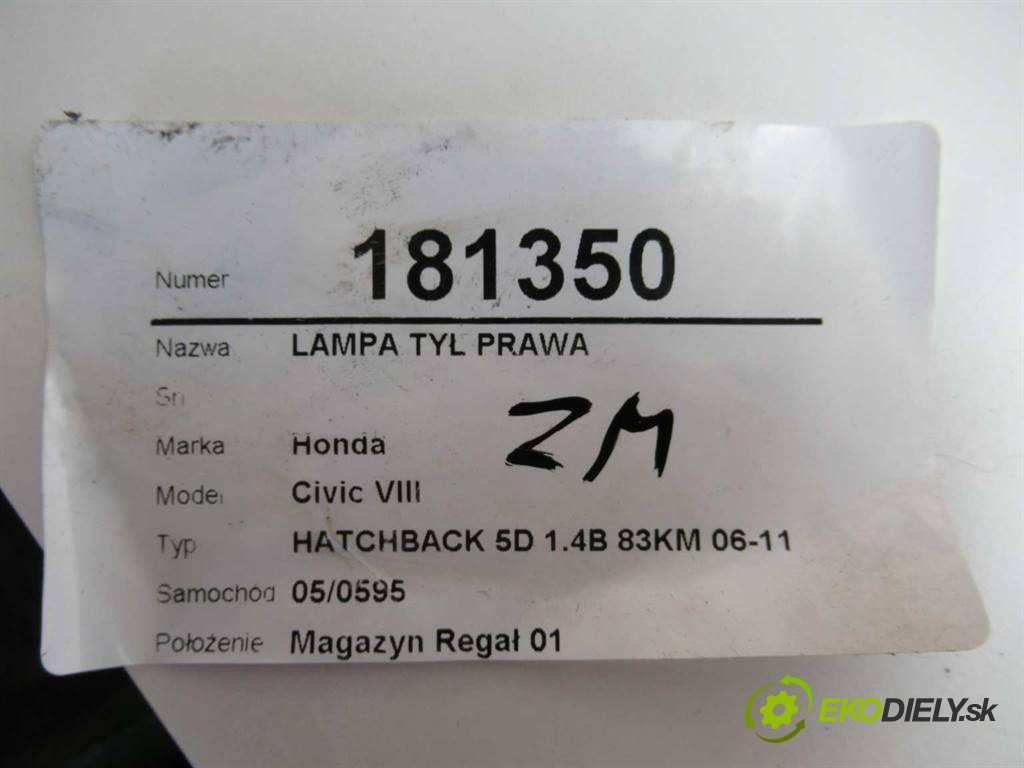 Numer 181350
Nazwa LAMPA TYŁ PRAWA
Sn
Marka Honda
ZM
Model Civic VIII
Typ HATCHBACK 5D 1.4B 83KM 06-11
Samochód 05/0595
Położenie Magazyn Regał 01
EKODIELY.sk